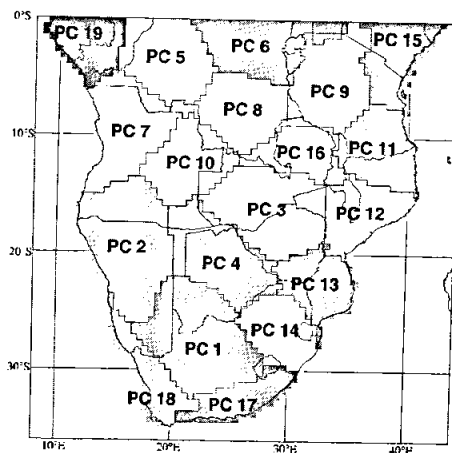 0°S
PC 19
PC 5
PC 6
PC 15
PC 8
PC 9
10°S
PC 7
PC 11
PC 10
PC 16
PC 3
PC 12
20°S
PC 2
PC 4
PC 13
PC 14
PC 1
30°S
PC 18
PC 17
10°E
20°E
30°E
40°E